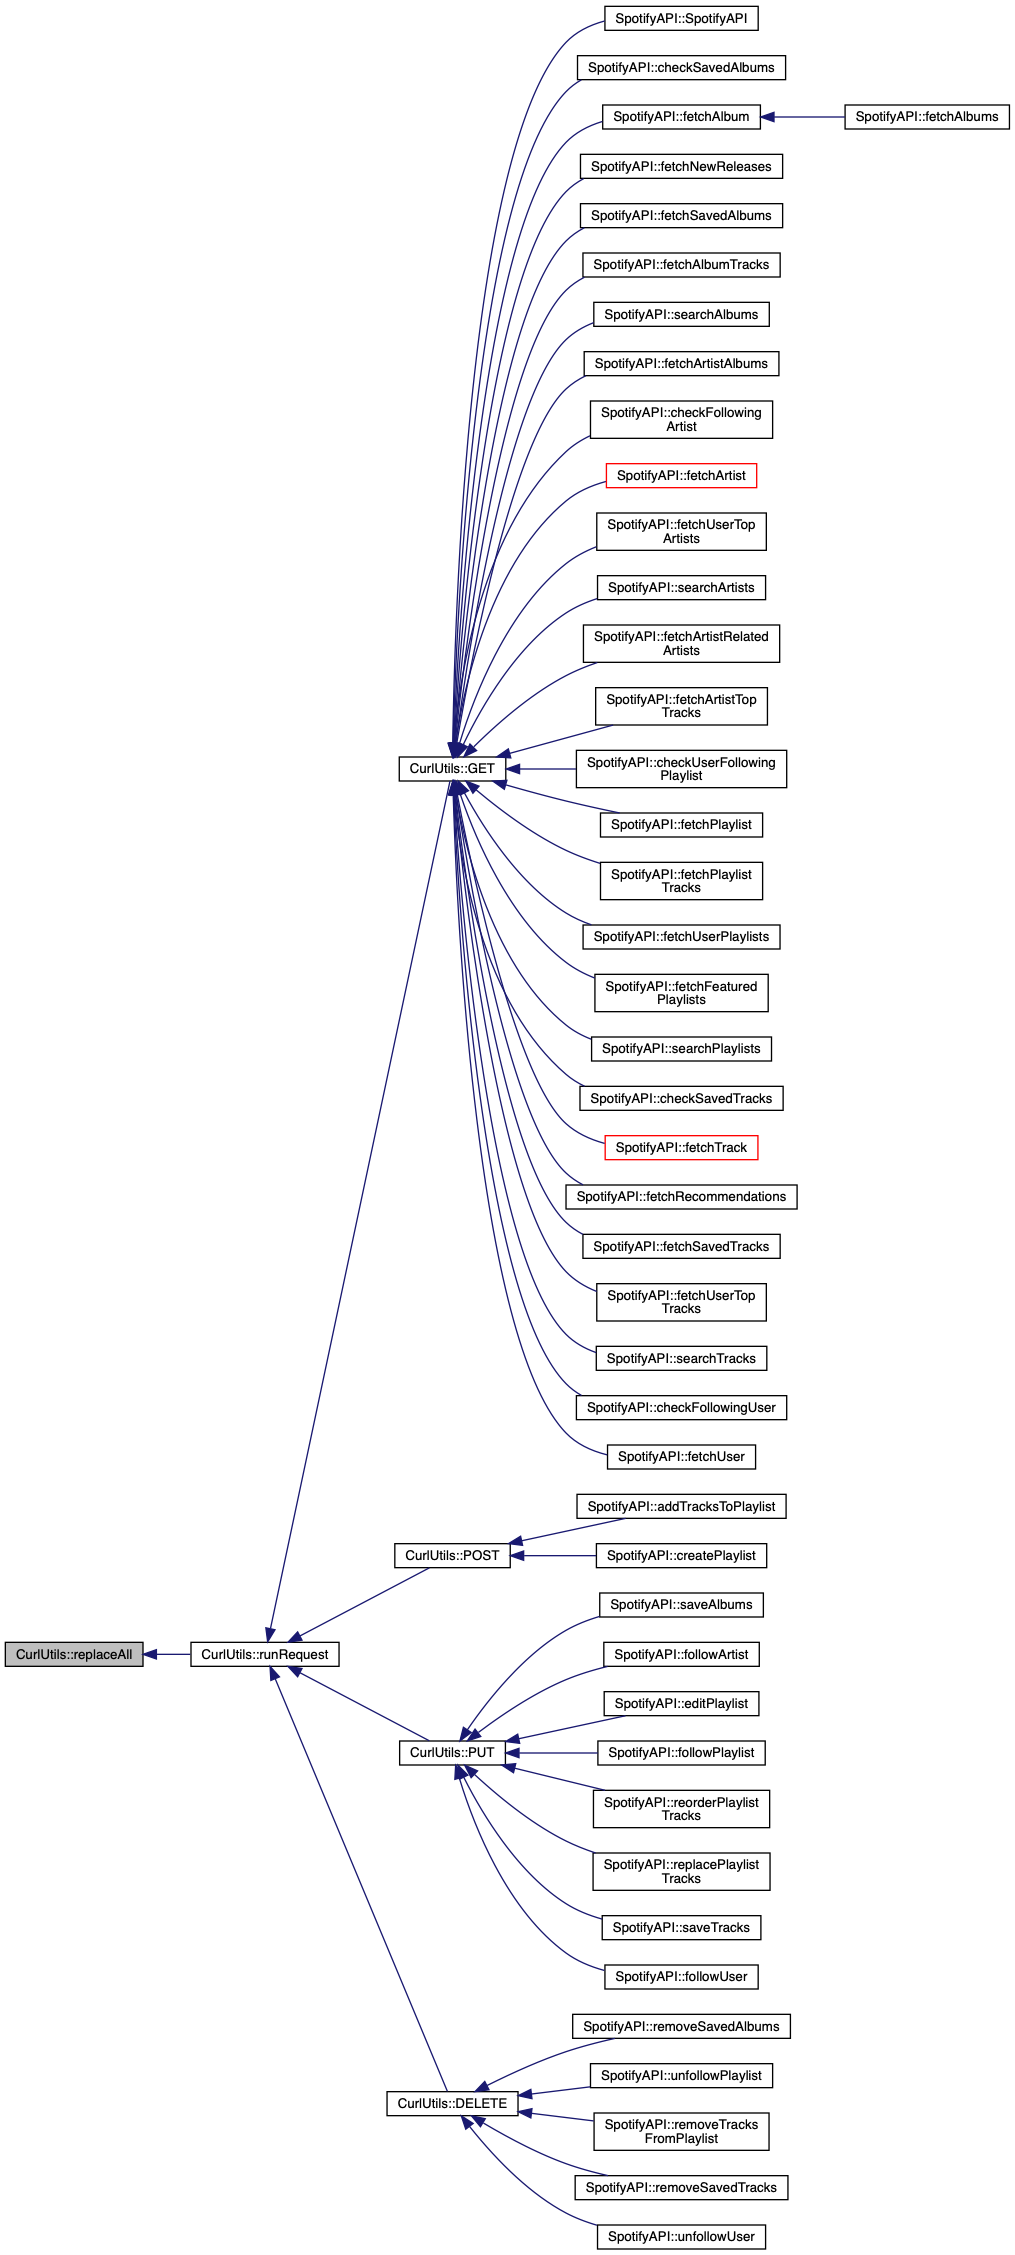 SpotifyAPI::SpotifyAPI
SpotifyAPI::checkSavedAlbums
SpotifyAPI::fetchAlbum
SpotifyAPI::fetchAlbums
SpotifyAPI::fetchNewReleases
SpotifyAPI::fetchSavedAlbums
SpotifyAPI::fetchAlbumTracks
SpotifyAPI::searchAlbums
SpotifyAPI::fetchArtistAlbums
SpotifyAPI::checkFollowing
Artist
SpotifyAPI::fetchArtist
SpotifyAPI::fetchUserTop
Artists
SpotifyAPI::searchArtists
SpotifyAPI::fetchArtistRelated
Artists
SpotifyAPI::fetchArtistTop
Tracks
CurlUtils::GET
SpotifyAPI::checkUserFollowing
Playlist
SpotifyAPI::fetchPlaylist
SpotifyAPI::fetchPlaylist
Tracks
SpotifyAPI::fetchUserPlaylists
SpotifyAPI::fetchFeatured
Playlists
SpotifyAPI::searchPlaylists
SpotifyAPI::checkSavedTracks
SpotifyAPI::fetchTrack
SpotifyAPI::fetchRecommendations
SpotifyAPI::fetchSavedTracks
SpotifyAPI::fetchUserTop
Tracks
SpotifyAPI::searchTracks
SpotifyAPI::checkFollowingUser
SpotifyAPI::fetchUser
SpotifyAPI::addTracksToPlaylist
CurlUtils::POST
SpotifyAPI::createPlaylist
SpotifyAPI::saveAlbums
CurlUtils::replaceAll
CurlUtils::runRequest
SpotifyAPI::followArtist
SpotifyAPI::editPlaylist
CurlUtils::PUT
SpotifyAPI::followPlaylist
SpotifyAPI::reorderPlaylist
Tracks
SpotifyAPI::replacePlaylist
Tracks
SpotifyAPI::saveTracks
SpotifyAPI::followUser
SpotifyAPI::removeSavedAlbums
SpotifyAPI::unfollowPlaylist
CurlUtils::DELETE
SpotifyAPI::removeTracks
FromPlaylist
SpotifyAPI::removeSavedTracks
SpotifyAPI::unfollowUser